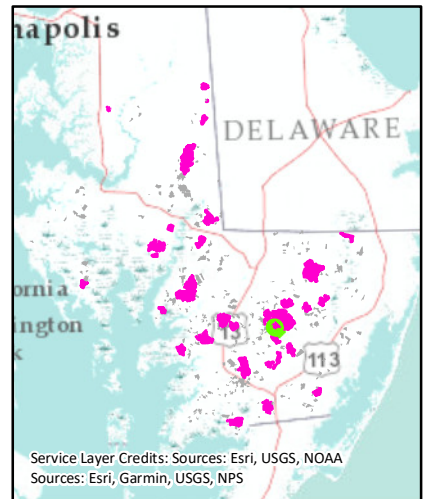 napolis
DELAWARE
ornia
ington
k
13
113
Service Layer Credits: Sources: Esri, USGS, NOAA
Sources: Esri, Garmin, USGS, NPS